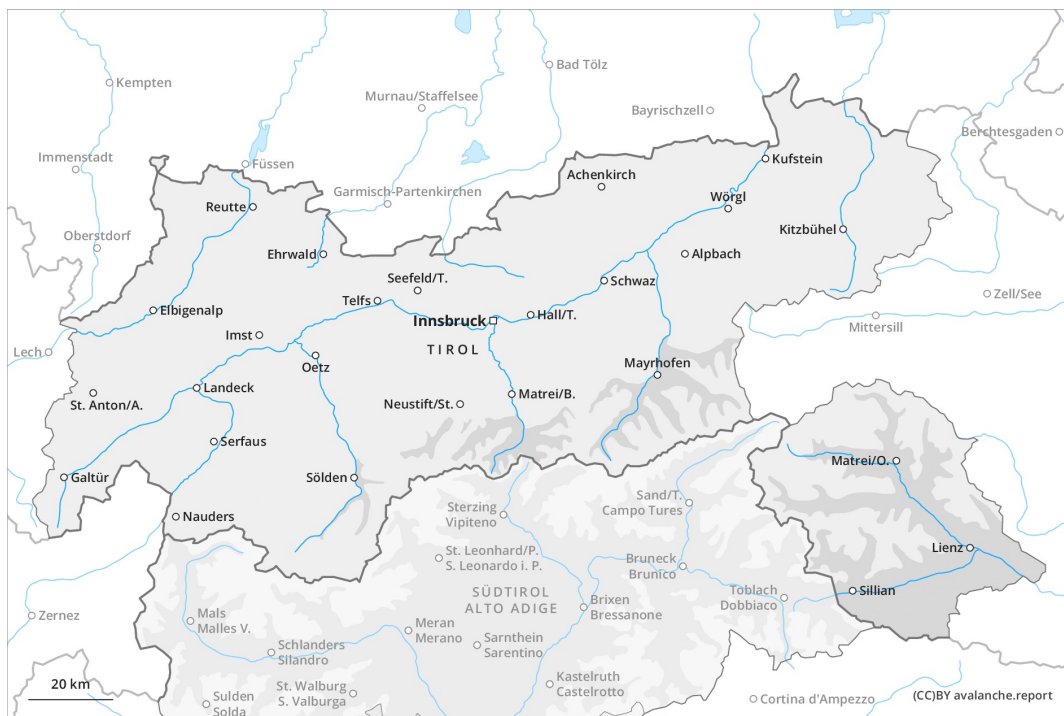 Kempten
Bad Tölz
Murnau/Staffelsee
Bayrischzell
Berchtesgaden
Immenstadt
Füssen
Kufstein
Achenkirch
Garmisch-Partenkirchen
Wörgl
Reutte
Kitzbühel
Oberstdorf
Ehrwald
Alpbach
Seefeld/T.
Schwaz
Zell/See
Telfs
Elbigenalp
Innsbruck
Hall/T.
Mittersill
Imst
TIROL
Lech
Oetz
Mayrhofen
Landeck
St. Anton/A.
Neustift/St.
Matrei/B.
Serfaus
Matrei/O.
Galtür
Sölden
Sand/T.
Campo Tures
Sterzing
Vipiteno
Nauders
Lienz
St. Leonhard/P.
S. Leonardo i. P.
Bruneck
Brunico
SÜDTIROL
ALTO ADIGE
Toblach
Dobbiaco
Sillian
Brixen
Bressanone
Zernez
Mals
Malles V.
Meran
Merano
Sarnthein
Sarentino
Schlanders
Silandro
Kastelruth
Castelrotto
20 km
St. Walburg
S. Valburga
Sulden
Solda
Cortina d'Ampezzo
(CC)BY avalanche.report